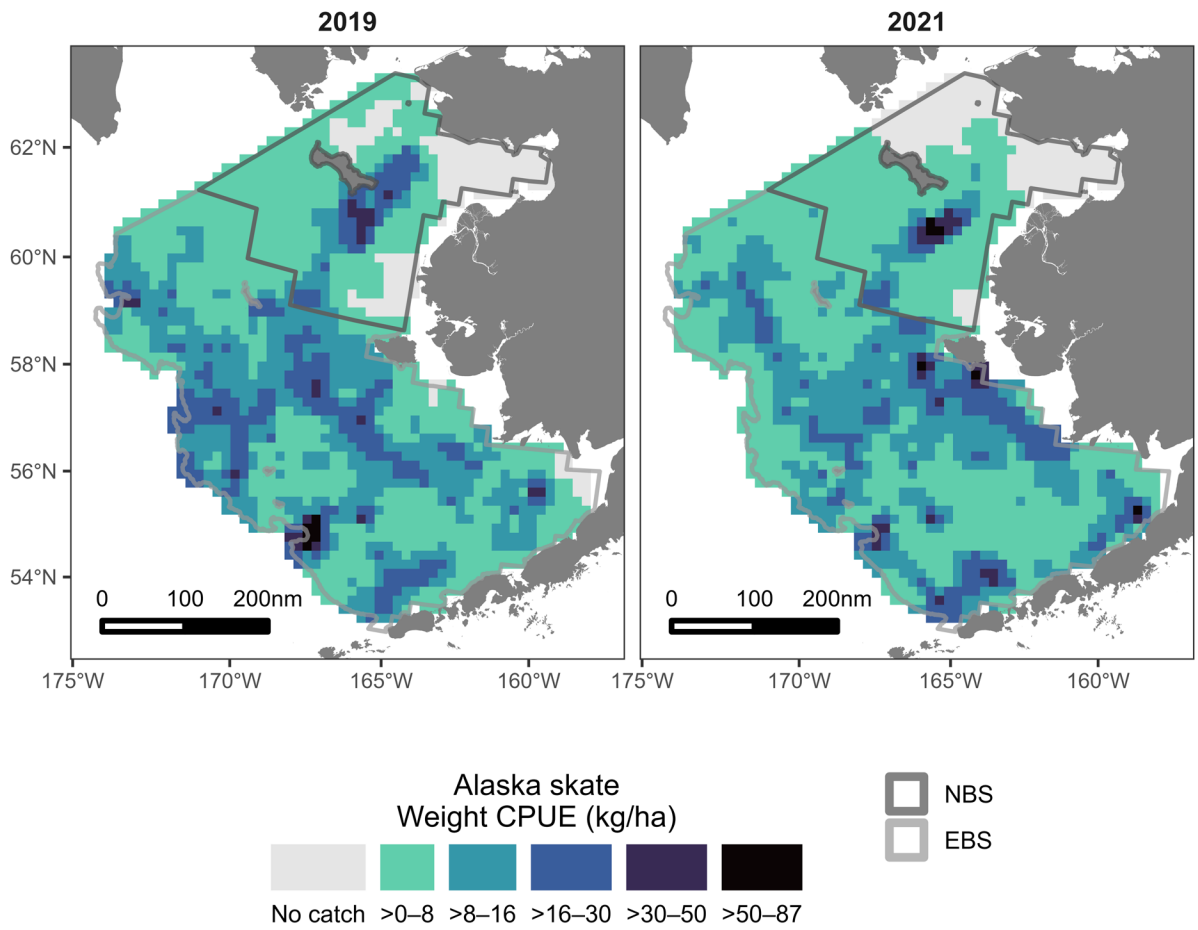 2019
2021
62°N
60°N
58°N
56°N
54°N
0 100 200nm
0 100 200nm
175°W 170°W 165°W 160°W
175°W 170°W 165°W 160°W
Alaska skate
Weight CPUE (kg/ha)
No catch >0–8 >8–16 >16–30 >30–50 >50–87
NBS
EBS